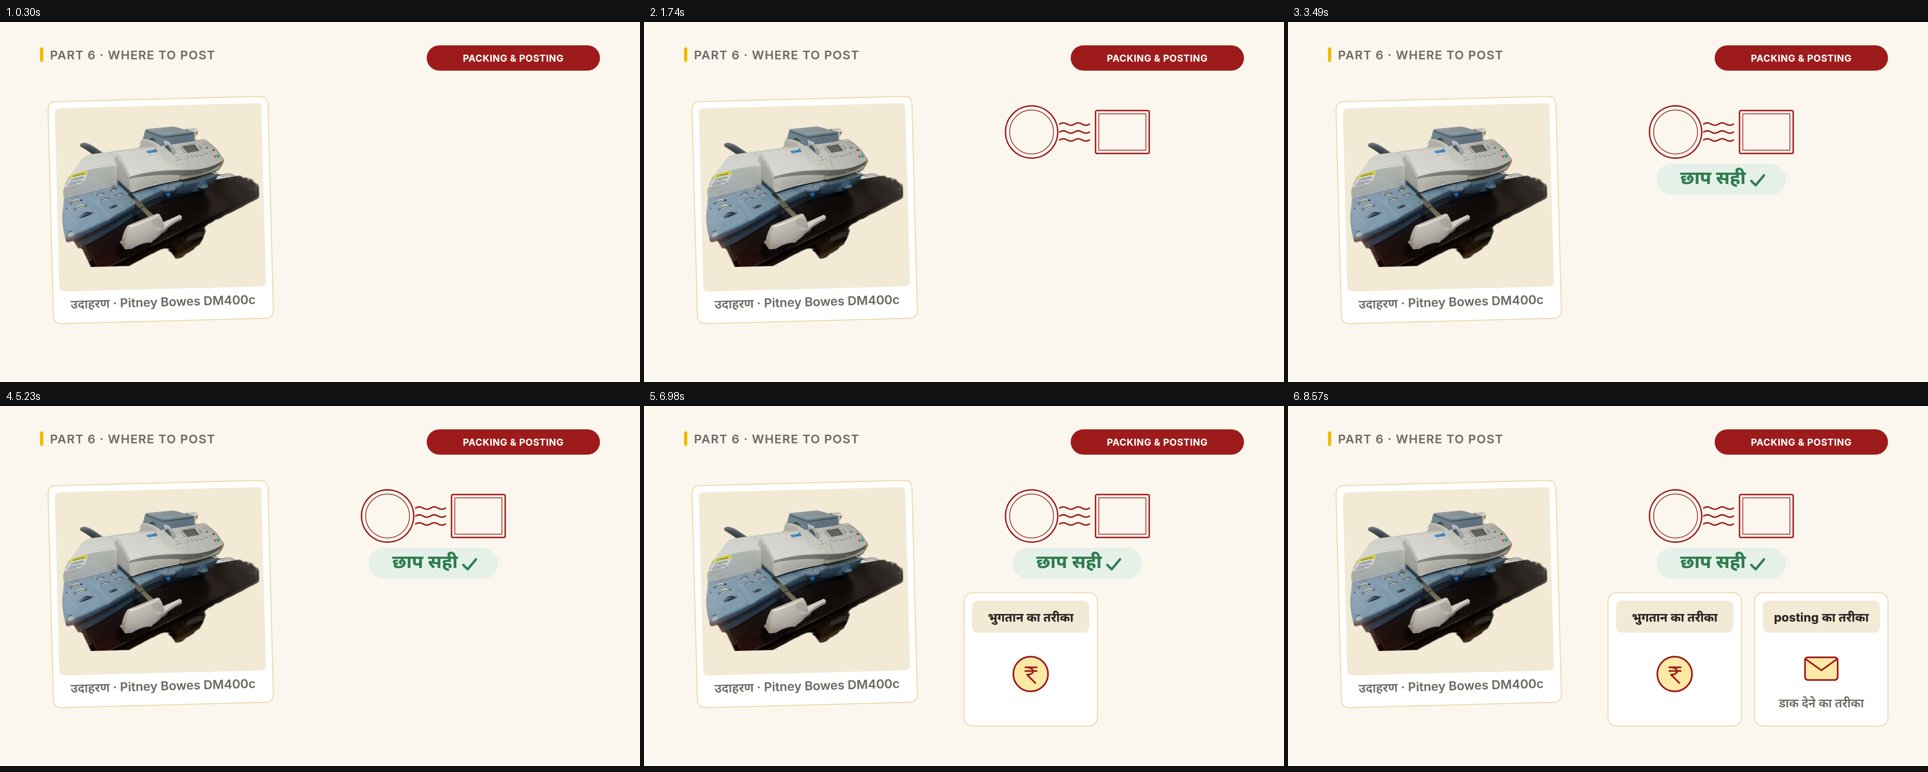 1. 0.30s
PART 6 · WHERE TO POST
PACKING & POSTING
उदाहरण · Pitney Bowes DM400c
2. 1.74s
PART 6 · WHERE TO POST
PACKING & POSTING
उदाहरण · Pitney Bowes DM400c
3. 3.49s
PART 6 · WHERE TO POST
PACKING & POSTING
छाप सही ✓
उदाहरण · Pitney Bowes DM400c
4. 5.23s
PART 6 · WHERE TO POST
PACKING & POSTING
छाप सही ✓
उदाहरण · Pitney Bowes DM400c
5. 6.98s
PART 6 · WHERE TO POST
PACKING & POSTING
छाप सही ✓
भुगतान का तरीका
₹
उदाहरण · Pitney Bowes DM400c
6. 8.57s
PART 6 · WHERE TO POST
PACKING & POSTING
छाप सही ✓
भुगतान का तरीका
posting का तरीका
₹
उदाहरण · Pitney Bowes DM400c
डाक देने का तरीका